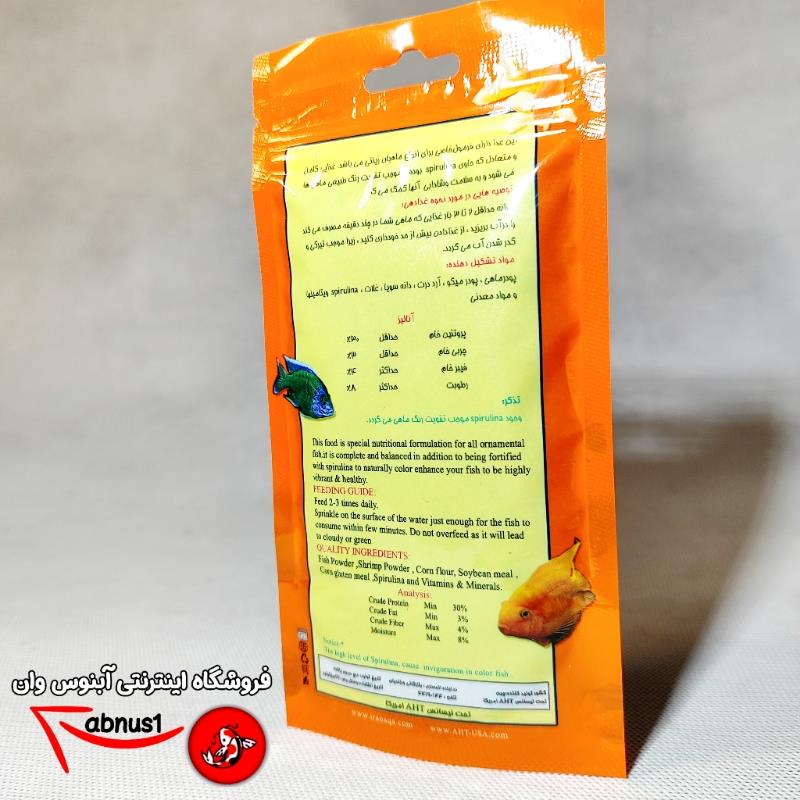 این غذا دارای فرمول خاصی برای انواع ماهیان زینتی می باشد. غذایی کامل
و متعادل که حاوی spirulina بوده و موجب تقویت رنگ طبیعی ماهی ها
می شود و به سلامت وشادابی آنها کمک می کند.
توصیه هایی در مورد نحوه غذادهی:
روزانه حداقل ۲ تا ۳ بار غذایی که ماهی شما در چند دقیقه مصرف می کند
را درآب بریزید ، از غذادادن بیش از حد خودداری کنید ، زیرا موجب تیرگی و
کدر شدن آب می گردد.
مواد تشکیل دهنده:
پودرماهی ، پودر میگو ، آرد ذرت ، دانه سویا ، غلات ، spirulina ویتامینها
و مواد معدنی
آنالیز
پروتئین خام حداقل ۳۰٪
چربی خام حداقل ۳٪
فیبر خام حداکثر ۴٪
رطوبت حداکثر ۸٪
تذکر:
وجود spirulina موجب تقویت رنگ ماهی می گردد.
This food is special nutritional formulation for all ornamental
fish.it is complete and balanced in addition to being fortified
with spirulina to naturally color enhance your fish to be highly
vibrant & healthy.
FEEDING GUIDE:
Feed 2-3 times daily.
Sprinkle on the surface of the water just enough for the fish to
consume within few minutes. Do not overfeed as it will lead
to cloudy or green
QUALITY INGREDIENTS:
Fish Powder ,Shrimp Powder , Corn flour, Soybean meal ,
Corn gluten meal ,Spirulina and Vitamins & Minerals.
Analysis:
Crude Protein Min 30%
Crude Fat Min 3%
Crude Fiber Max 4%
Moisture Max 8%
Notice *
The high level of Spirulina, cause invigoration in color fish
تحت لیسانس AHT آمریکا
www.iraoaqa.com www.AHT-USA.com
فروشگاه اینترنتی آبنوس وان
abnus1